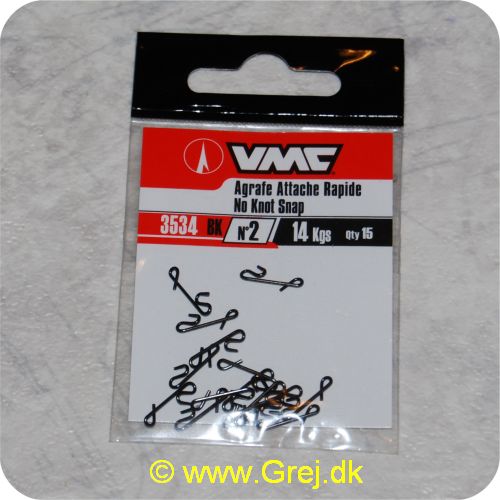 VMC
Agrafe Attache Rapide
No Knot Snap
3534 BK N°2 14 Kgs Qty 15
© www.Grej.dk